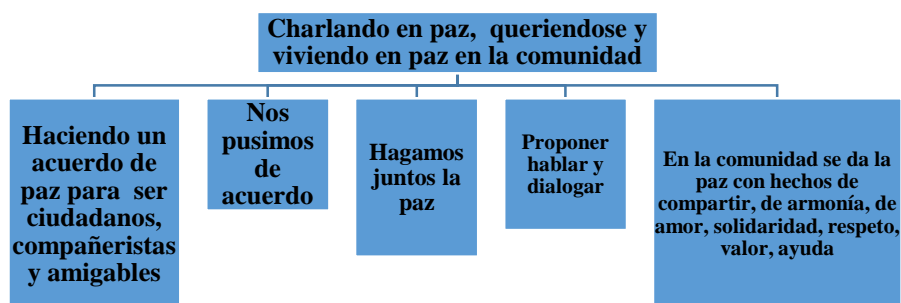 Charlando en paz, queriendose y
viviendo en paz en la comunidad
Haciendo un
acuerdo de
paz para ser
ciudadanos,
compañeristas
y amigables
Nos
pusimos
de
acuerdo
Hagamos
juntos la
paz
Proponer
hablar y
dialogar
En la comunidad se da la
paz con hechos de
compartir, de armonía, de
amor, solidaridad, respeto,
valor, ayuda